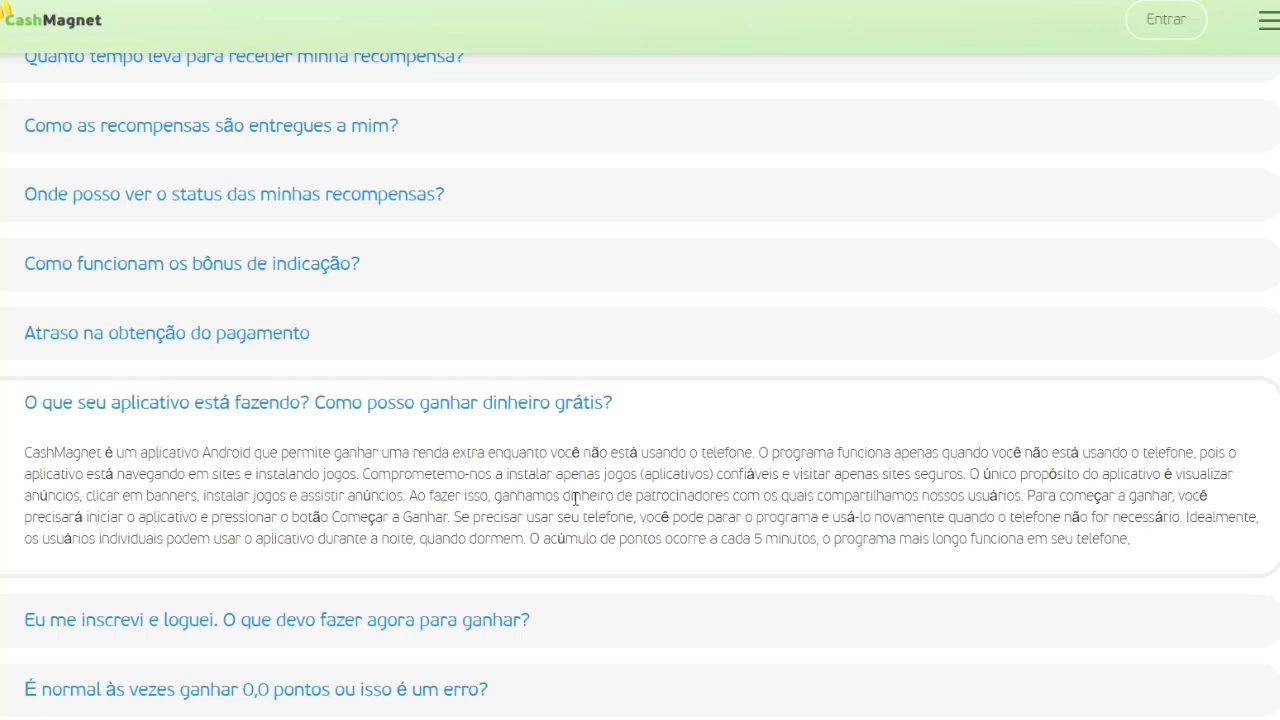 CashMagnet
Entrar
Quanto tempo leva para receber minha recompensa?
Como as recompensas são entregues a mim?
Onde posso ver o status das minhas recompensas?
Como funcionam os bônus de indicação?
Atraso na obtenção do pagamento
O que seu aplicativo está fazendo? Como posso ganhar dinheiro grátis?
CashMagnet é um aplicativo Android que permite ganhar uma renda extra enquanto você não está usando o telefone. O programa funciona apenas quando você não está usando o telefone, pois o
aplicativo está navegando em sites e instalando jogos. Comprometemo-nos a instalar apenas jogos (aplicativos) confiáveis e visitar apenas sites seguros. O único propósito do aplicativo é visualizar
anúncios, clicar em banners, instalar jogos e assistir anúncios. Ao fazer isso, ganhamos dinheiro de patrocinadores com os quais compartilhamos nossos usuários. Para começar a ganhar, você
precisará iniciar o aplicativo e pressionar o botão Começar a Ganhar. Se precisar usar seu telefone, você pode parar o programa e usá-lo novamente quando o telefone não for necessário. Idealmente,
os usuários individuais podem usar o aplicativo durante a noite, quando dormem. O acúmulo de pontos ocorre a cada 5 minutos, o programa mais longo funciona em seu telefone,
Eu me inscrevi e loguei. O que devo fazer agora para ganhar?
É normal às vezes ganhar 0,0 pontos ou isso é um erro?